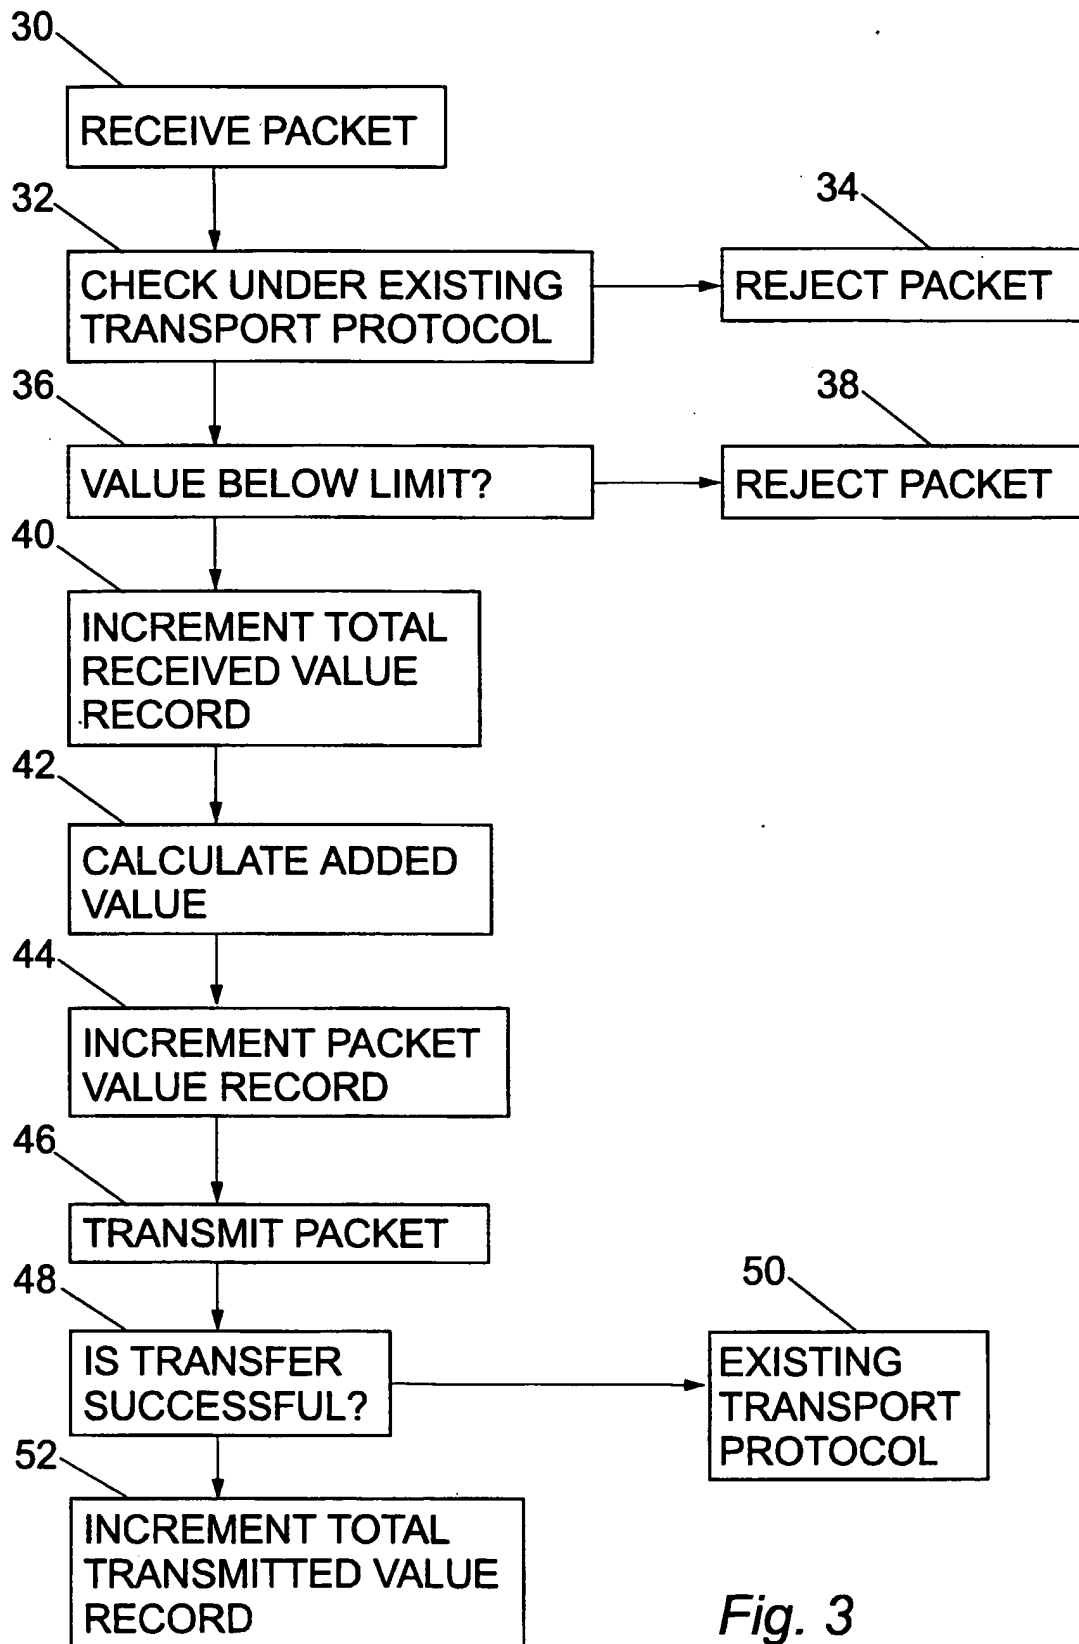 30
RECEIVE PACKET
32
CHECK UNDER EXISTING
TRANSPORT PROTOCOL
34
REJECT PACKET
36
VALUE BELOW LIMIT?
38
REJECT PACKET
40
INCREMENT TOTAL
RECEIVED VALUE
RECORD
42
CALCULATE ADDED
VALUE
44
INCREMENT PACKET
VALUE RECORD
46
TRANSMIT PACKET
48
IS TRANSFER
SUCCESSFUL?
50
EXISTING
TRANSPORT
PROTOCOL
52
INCREMENT TOTAL
TRANSMITTED VALUE
RECORD
Fig. 3